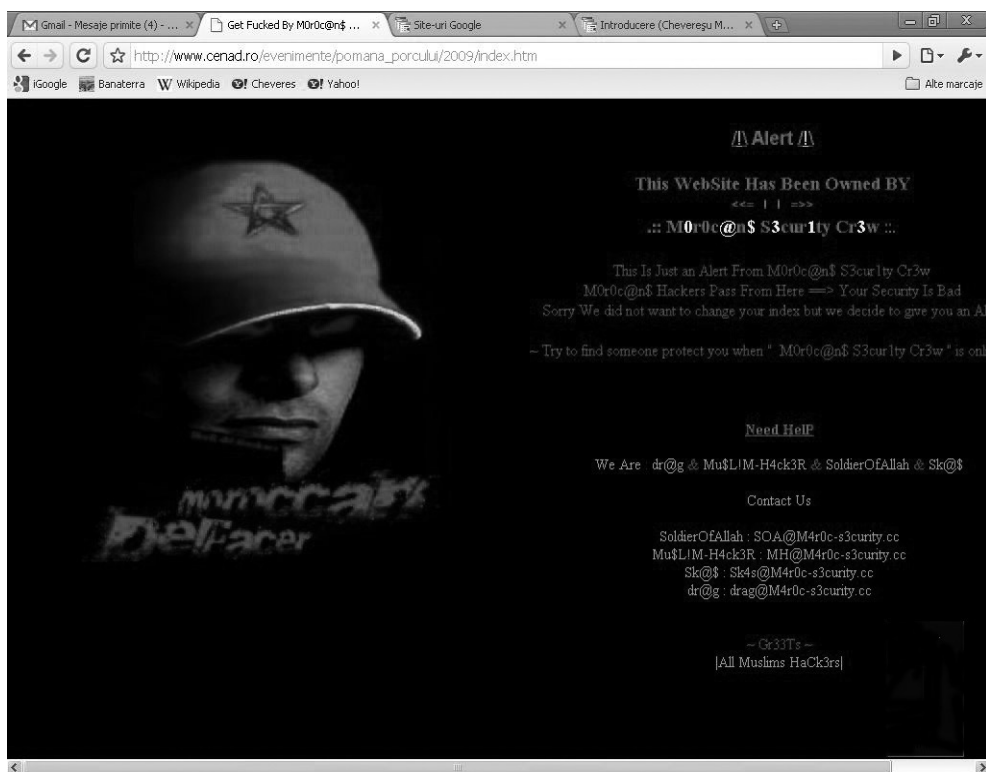 Gmail - Mesaje primite (4) - ...
Get Fucked By M0r0c@n$ ...
Site-uri Google
Introducere (Chevereşu M...
http://www.cenad.ro/evenimente/pomana_porcului/2009/index.htm
iGoogle
Banaterra
Wikipedia
Cheveres
Yahoo!
Alte marcaje
/!\ Alert /!\
This WebSite Has Been Owned BY
<<= | | =>>
.:: M0r0c@n$ S3cur1ty Cr3w ::.
This Is Just an Alert From M0r0c@n$ S3cur1ty Cr3w
M0r0c@n$ Hackers Pass From Here ==> Your Security Is Bad
Sorry We did not want to change your index but we decide to give you an Al
~ Try to find someone protect you when " M0r0c@n$ S3cur1ty Cr3w " is onl
Need HelP
We Are : dr@g & Mu$L!M-H4ck3R & SoldierOfAllah & Sk@$
Contact Us
SoldierOfAllah : SOA@M4r0c-s3curity.cc
Mu$L!M-H4ck3R : MH@M4r0c-s3curity.cc
Sk@$ : Sk4s@M4r0c-s3curity.cc
dr@g : drag@M4r0c-s3curity.cc
~ Gr33Ts ~
|All Muslims HaCk3rs|
moroccan
DelFacer